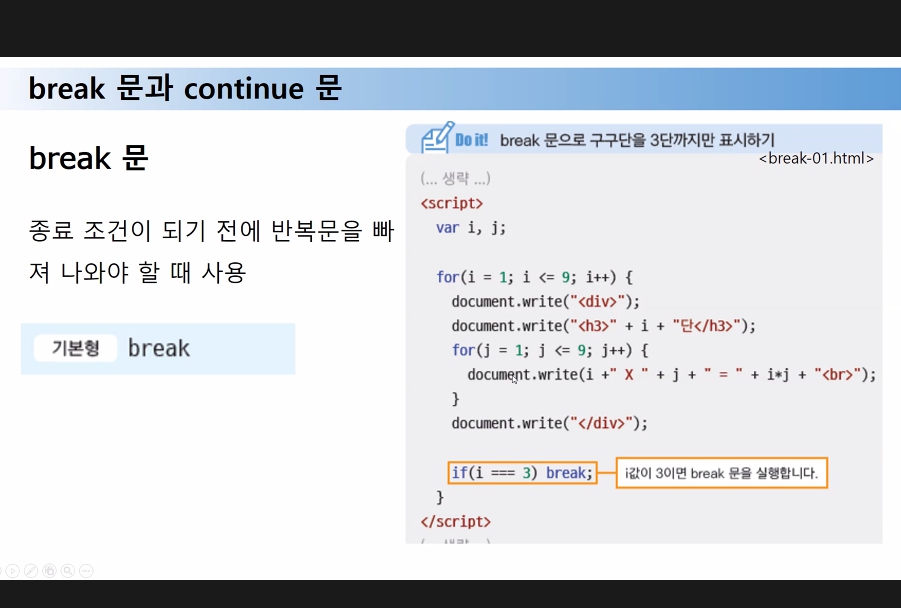 break 문과 continue 문
break 문
종료 조건이 되기 전에 반복문을 빠
져 나와야 할 때 사용
기본형 break
Do it! break 문으로 구구단을 3단까지만 표시하기
<break-01.html>
(... 생략 ...)
<script>
var i, j;
for(i = 1; i <= 9; i++) {
document.write("<div>");
document.write("<h3>" + i + "단</h3>");
for(j = 1; j <= 9; j++) {
document.write(i +" X " + j + " = " + i*j + "<br>");
}
document.write("</div>");
if(i === 3) break; i값이 3이면 break 문을 실행합니다.
}
</script>